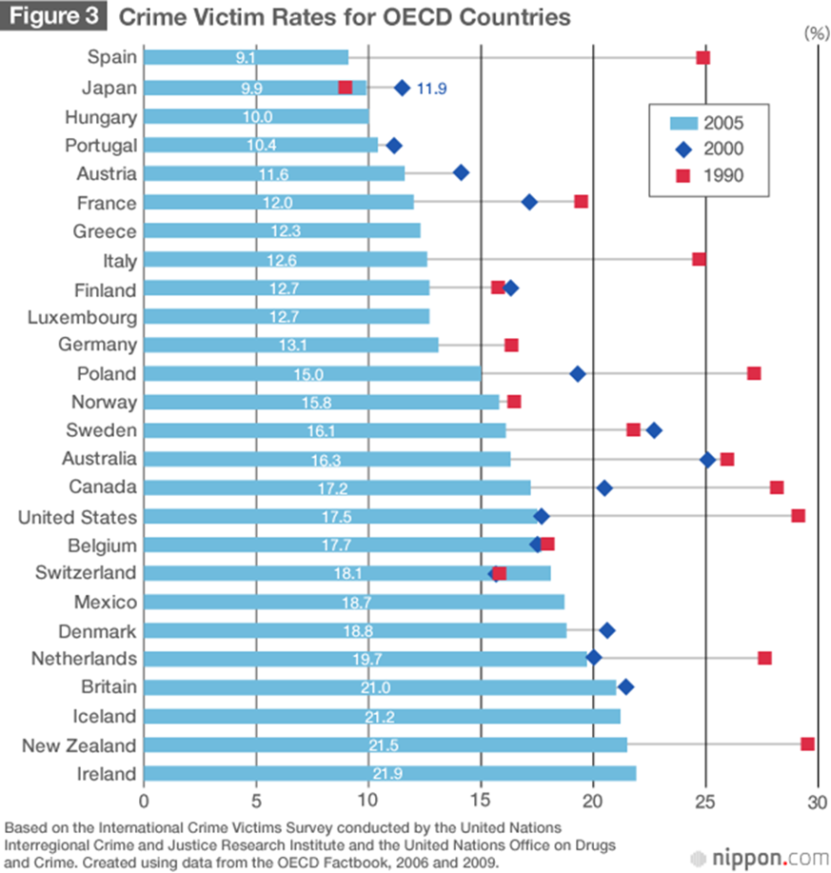 Figure 3 Crime Victim Rates for OECD Countries
(%)
Spain 9.1
Japan 9.9 11.9
Hungary 10.0
Portugal 10.4
Austria 11.6
France 12.0
Greece 12.3
Italy 12.6
Finland 12.7
Luxembourg 12.7
Germany 13.1
Poland 15.0
Norway 15.8
Sweden 16.1
Australia 16.3
Canada 17.2
United States 17.5
Belgium 17.7
Switzerland 18.1
Mexico 18.7
Denmark 18.8
Netherlands 19.7
Britain 21.0
Iceland 21.2
New Zealand 21.5
Ireland 21.9
2005
2000
1990
0 5 10 15 20 25 30
Based on the International Crime Victims Survey conducted by the United Nations
Interregional Crime and Justice Research Institute and the United Nations Office on Drugs
and Crime. Created using data from the OECD Factbook, 2006 and 2009.
nippon.com